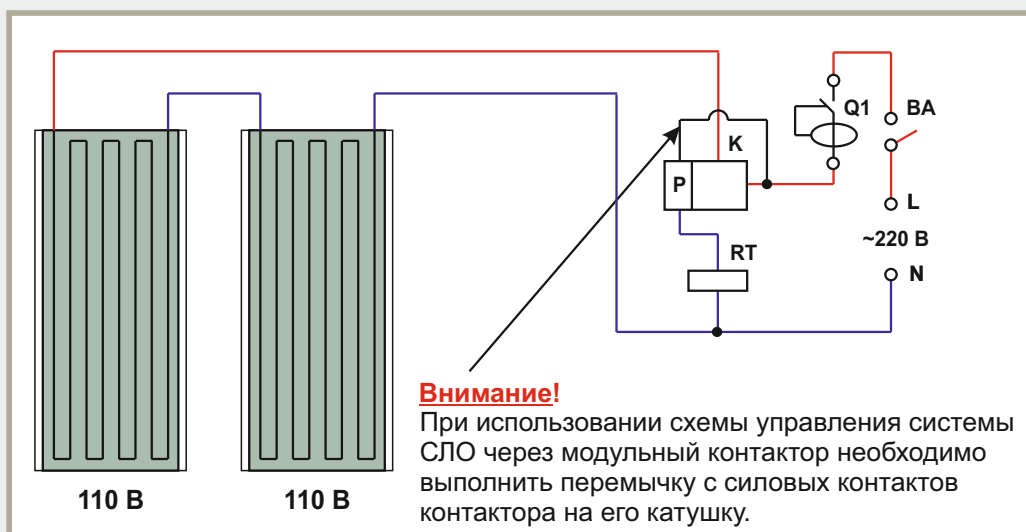 Q1
BA
K
P
L
~220 В
RT
N
Внимание!
При использовании схемы управления системы
СЛО через модульный контактор необходимо
выполнить перемычку с силовых контактов
контактора на его катушку.
110 В
110 В